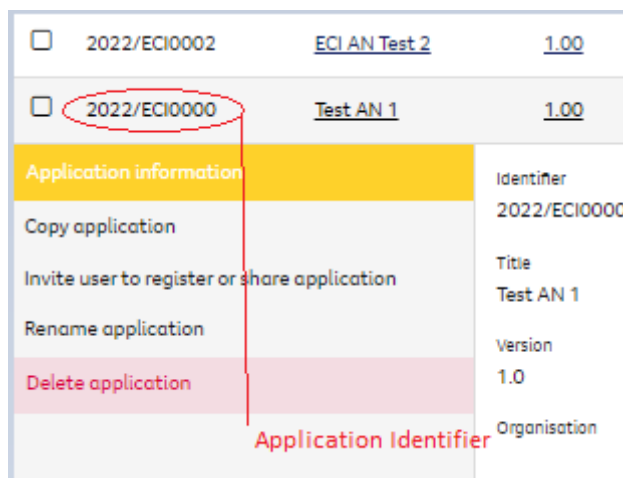 2022/ECI0002 ECI AN Test 2 1.00
2022/ECI0000 Test AN 1 1.00
Application information
Copy application
Invite user to register or share application
Rename application
Delete application
Application Identifier
Identifier
2022/ECI0000
Title
Test AN 1
Version
1.0
Organisation